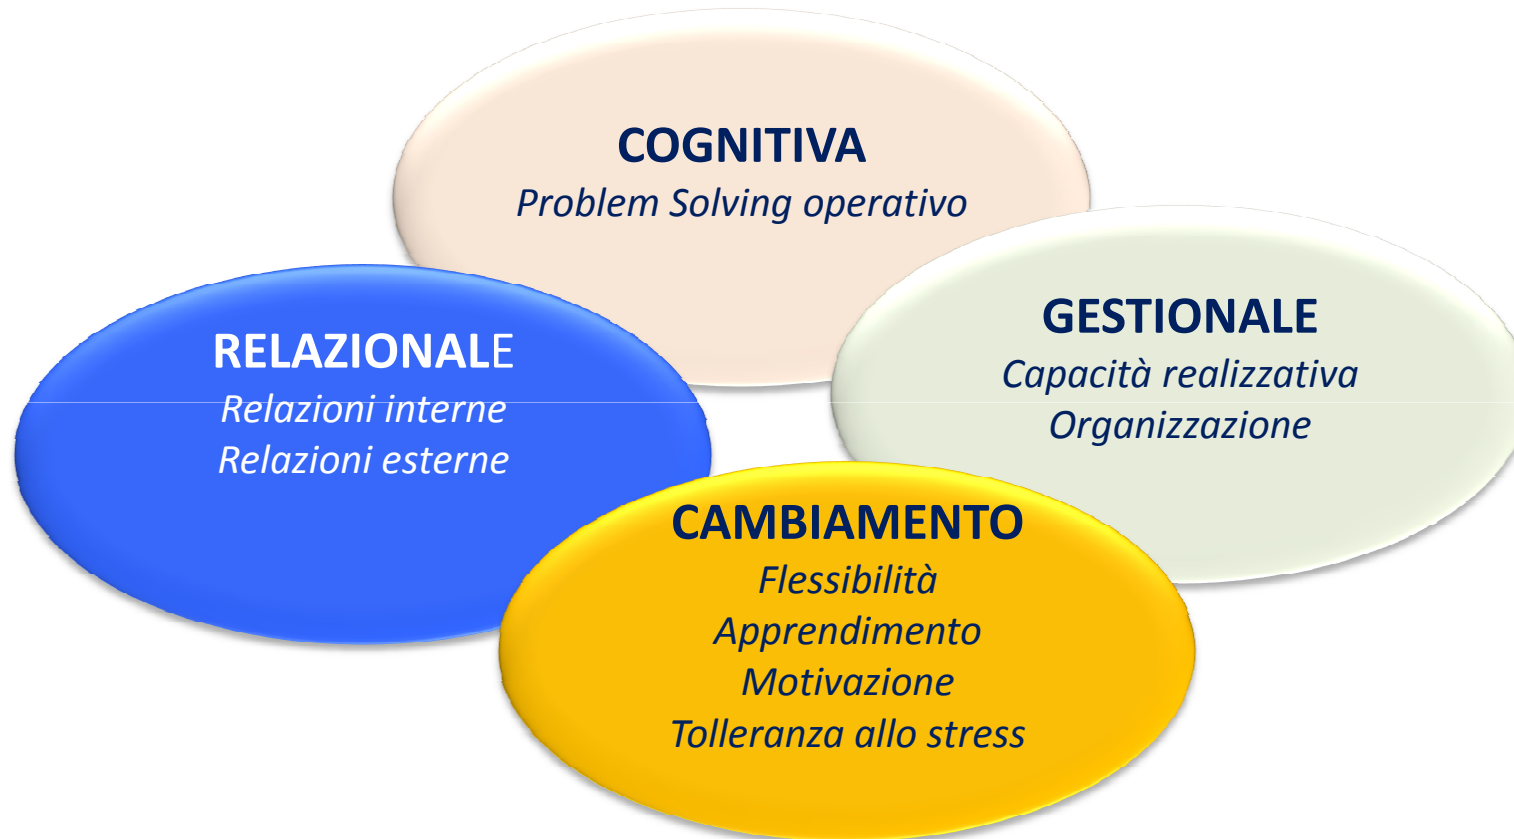 COGNITIVA
Problem Solving operativo
RELAZIONALE
Relazioni interne
Relazioni esterne
GESTIONALE
Capacità realizzativa
Organizzazione
CAMBIAMENTO
Flessibilità
Apprendimento
Motivazione
Tolleranza allo stress